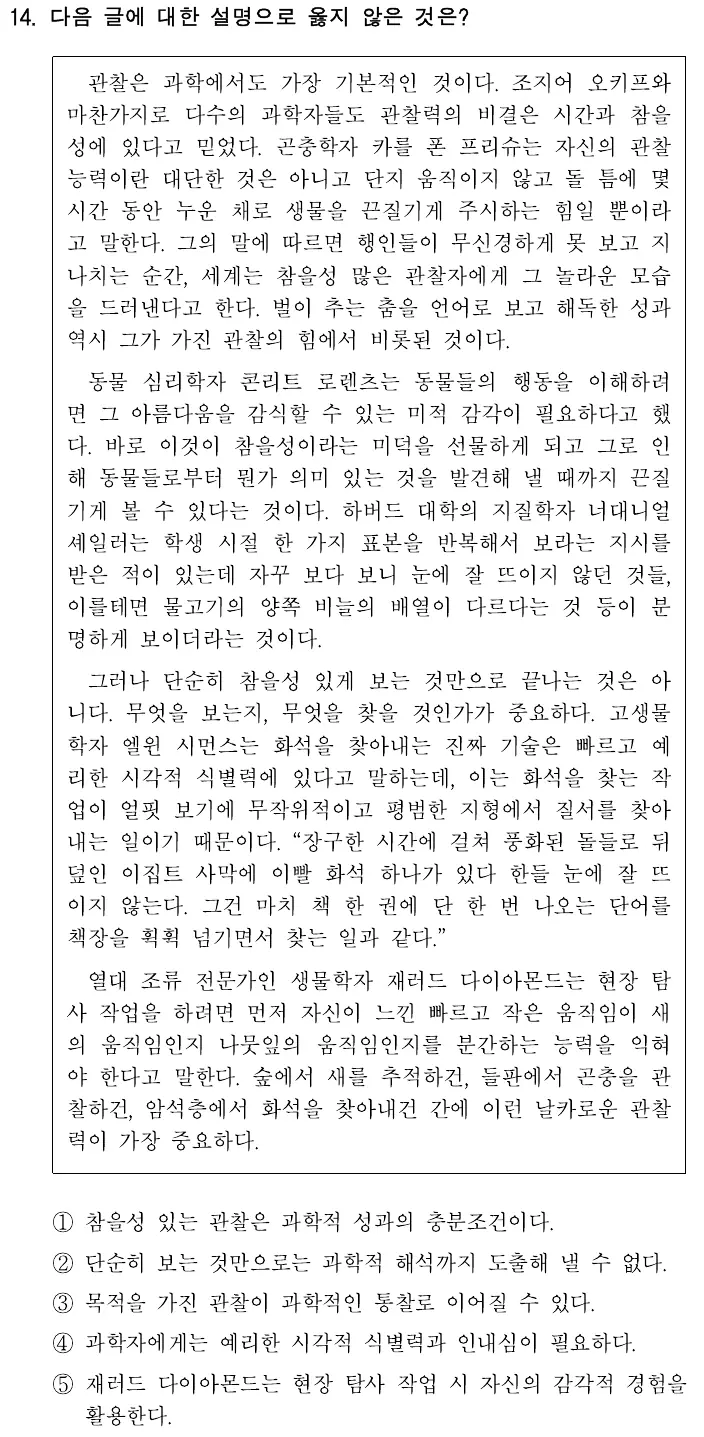 14. 다음 글에 대한 설명으로 옳지 않은 것은?
관찰은 과학에서도 가장 기본적인 것이다. 조지어 오키프와
마찬가지로 다수의 과학자들도 관찰력의 비결은 시간과 참을
성에 있다고 믿었다. 곤충학자 카를 폰 프리슈는 자신의 관찰
능력이란 대단한 것은 아니고 단지 움직이지 않고 돌 틈에 몇
시간 동안 누운 채로 생물을 끈질기게 주시하는 힘일 뿐이라
고 말한다. 그의 말에 따르면 행인들이 무신경하게 못 보고 지
나치는 순간, 세계는 참을성 많은 관찰자에게 그 놀라운 모습
을 드러낸다고 한다. 벌이 추는 춤을 언어로 보고 해독한 성과
역시 그가 가진 관찰의 힘에서 비롯된 것이다.
동물 심리학자 콘리트 로렌츠는 동물들의 행동을 이해하려
면 그 아름다움을 감식할 수 있는 미적 감각이 필요하다고 했
다. 바로 이것이 참을성이라는 미덕을 선물하게 되고 그로 인
해 동물들로부터 뭔가 의미 있는 것을 발견해 낼 때까지 끈질
기게 볼 수 있다는 것이다. 하버드 대학의 지질학자 너대니얼
셰일러는 학생 시절 한 가지 표본을 반복해서 보라는 지시를
받은 적이 있는데 자꾸 보다 보니 눈에 잘 뜨이지 않던 것들,
이를테면 물고기의 양쪽 비늘의 배열이 다르다는 것 등이 분
명하게 보이더라는 것이다.
그러나 단순히 참을성 있게 보는 것만으로 끝나는 것은 아
니다. 무엇을 보는지, 무엇을 찾을 것인가가 중요하다. 고생물
학자 엘윈 시먼스는 화석을 찾아내는 진짜 기술은 빠르고 예
리한 시각적 식별력에 있다고 말하는데, 이는 화석을 찾는 작
업이 얼핏 보기에 무작위적이고 평범한 지형에서 질서를 찾아
내는 일이기 때문이다. “장구한 시간에 걸쳐 풍화된 돌들로 뒤
덮인 이집트 사막에 이빨 화석 하나가 있다 한들 눈에 잘 뜨
이지 않는다. 그건 마치 책 한 권에 단 한 번 나오는 단어를
책장을 휙휙 넘기면서 찾는 일과 같다.”
열대 조류 전문가인 생물학자 재러드 다이아몬드는 현장 탐
사 작업을 하려면 먼저 자신이 느낀 빠르고 작은 움직임이 새
의 움직임인지 나뭇잎의 움직임인지를 분간하는 능력을 익혀
야 한다고 말한다. 숲에서 새를 추적하건, 들판에서 곤충을 관
찰하건, 암석층에서 화석을 찾아내건 간에 이런 날카로운 관찰
력이 가장 중요하다.
① 참을성 있는 관찰은 과학적 성과의 충분조건이다.
② 단순히 보는 것만으로는 과학적 해석까지 도출해 낼 수 없다.
③ 목적을 가진 관찰이 과학적인 통찰로 이어질 수 있다.
④ 과학자에게는 예리한 시각적 식별력과 인내심이 필요하다.
⑤ 재러드 다이아몬드는 현장 탐사 작업 시 자신의 감각적 경험을
활용한다.